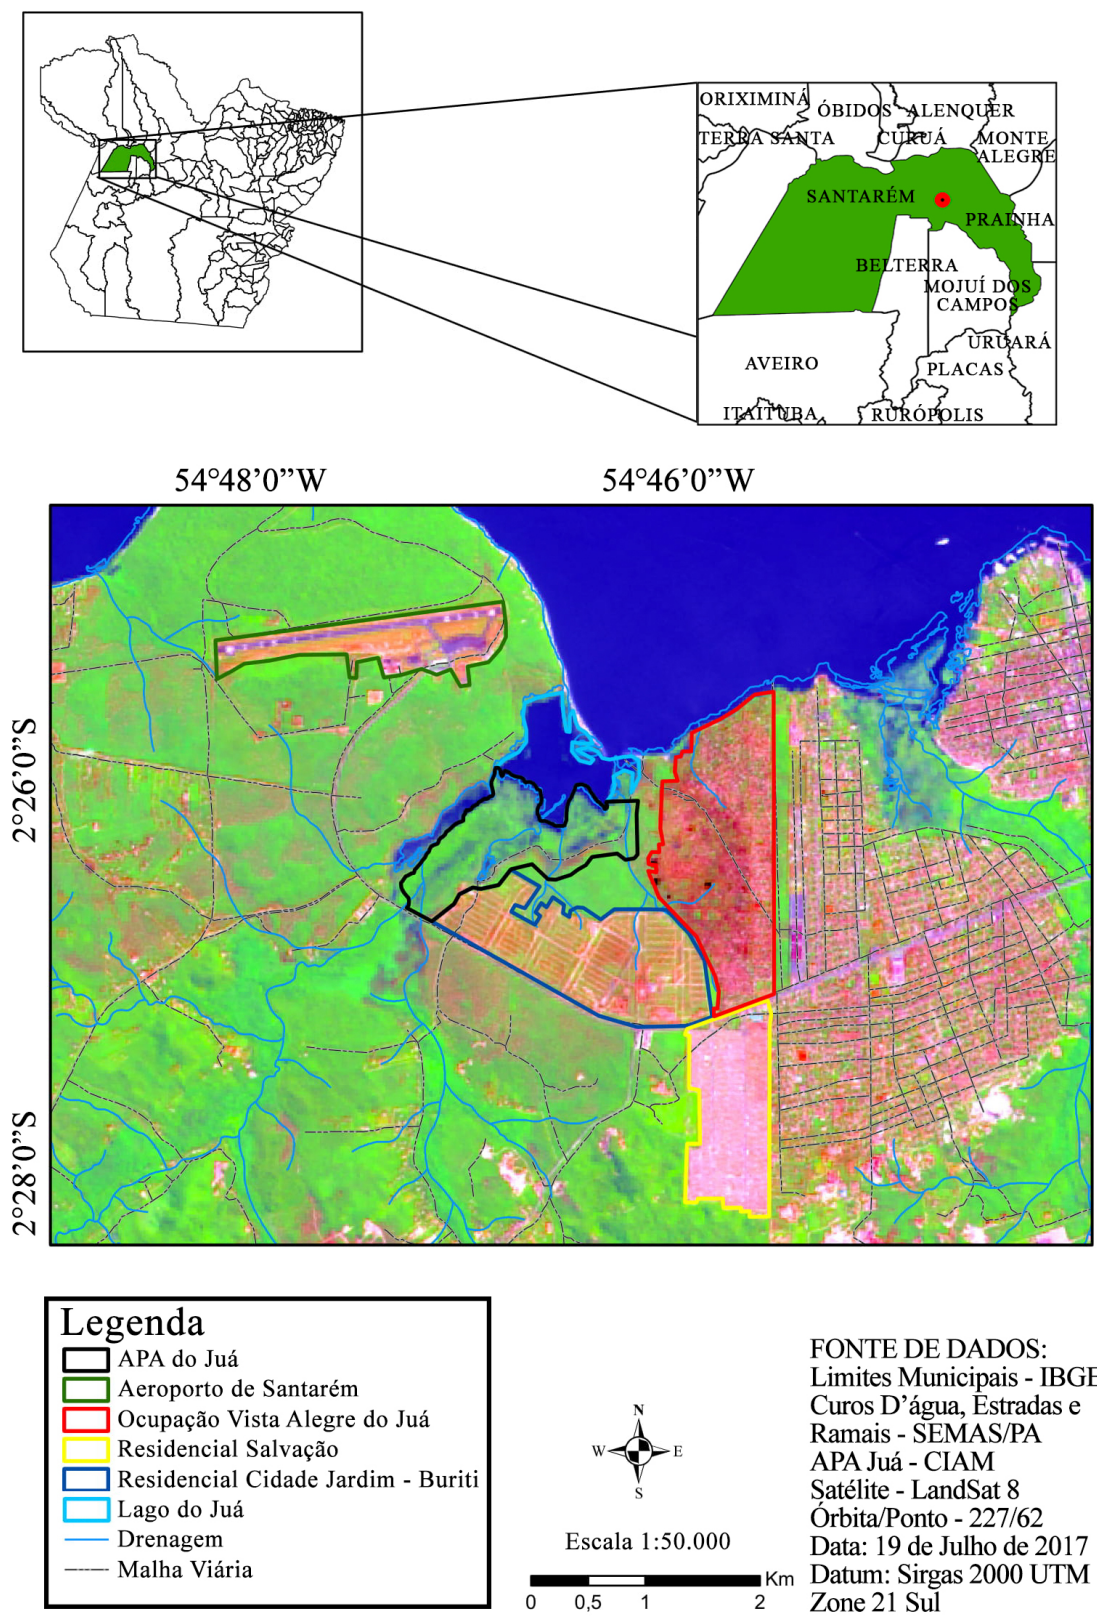 ORIXIMINÁ
ÓBIDOS
ALENQUER
TERRA SANTA
CURUÁ
MONTE
ALEGRE
SANTARÉM
PRAINHA
BELTERRA
MOJUÍ DOS
CAMPOS
URUARÁ
AVEIRO
PLACAS
ITAITUBA
RURÓPOLIS
54°48’0”W
54°46’0”W
2°26’0”S
2°28’0”S
Legenda
APA do Juá
Aeroporto de Santarém
Ocupação Vista Alegre do Juá
Residencial Salvação
Residencial Cidade Jardim - Buriti
Lago do Juá
Drenagem
Malha Viária
N
W
E
S
Escala 1:50.000
Km
0 0,5 1 2
FONTE DE DADOS:
Limites Municipais - IBGE
Curos D’água, Estradas e
Ramais - SEMAS/PA
APA Juá - CIAM
Satélite - LandSat 8
Órbita/Ponto - 227/62
Data: 19 de Julho de 2017
Datum: Sirgas 2000 UTM
Zone 21 Sul